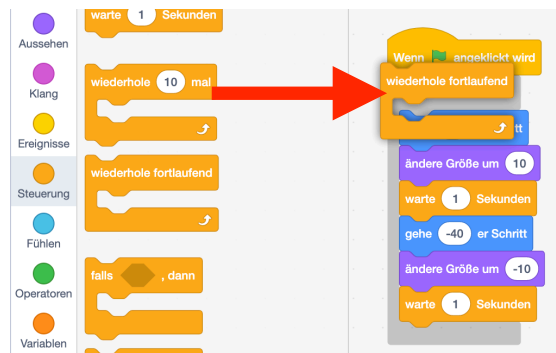 Aussehen
Klang
Ereignisse
Steuerung
Fühlen
Operatoren
Variablen
warte 1 Sekunden
wiederhole 10 mal
wiederhole fortlaufend
falls , dann
Wenn angeklickt wird
wiederhole fortlaufend
ändere Größe um 10
warte 1 Sekunden
gehe -40 er Schritt
ändere Größe um -10
warte 1 Sekunden